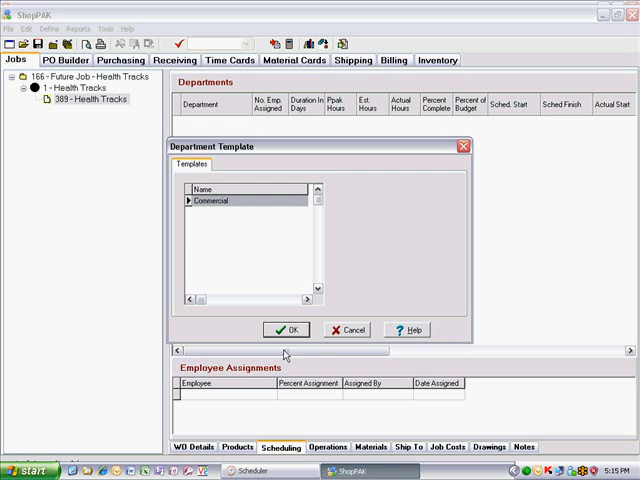 ShopPAK
File Edit Define Reports Tools Help
Jobs PO Builder Purchasing Receiving Time Cards Material Cards Shipping Billing Inventory
166 - Future Job - Health Tracks
1 - Health Tracks
389 - Health Tracks
Departments
Department No. Emp. Assigned Duration In Days Ppak Hours Est. Hours Actual Hours Percent Complete Percent of Budget Sched. Start Sched Finish Actual Start
Department Template
Templates
Name
Commercial
OK Cancel Help
Employee Assignments
Employee Percent Assignment Assigned By Date Assigned
WO Details Products Scheduling Operations Materials Ship To Job Costs Drawings Notes
start Scheduler ShopPAK 5:15 PM